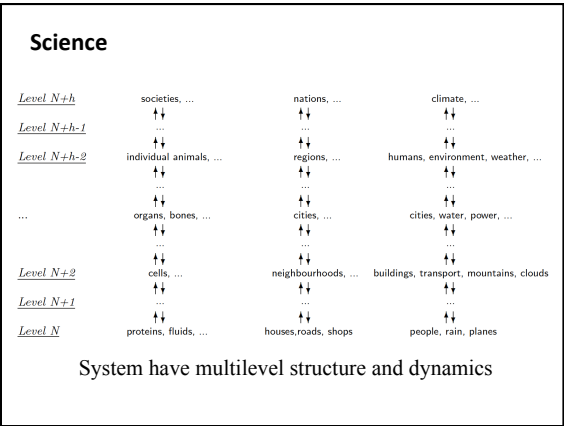 Science
Level N+h societies, ... nations, ... climate, ...
Level N+h-1 ... ... ...
Level N+h-2 individual animals, ... regions, ... humans, environment, weather, ...
... ... ...
... organs, bones, ... cities, ... cities, water, power, ...
... ... ...
Level N+2 cells, ... neighbourhoods, ... buildings, transport, mountains, clouds
Level N+1 ... ... ...
Level N proteins, fluids, ... houses,roads, shops people, rain, planes
System have multilevel structure and dynamics